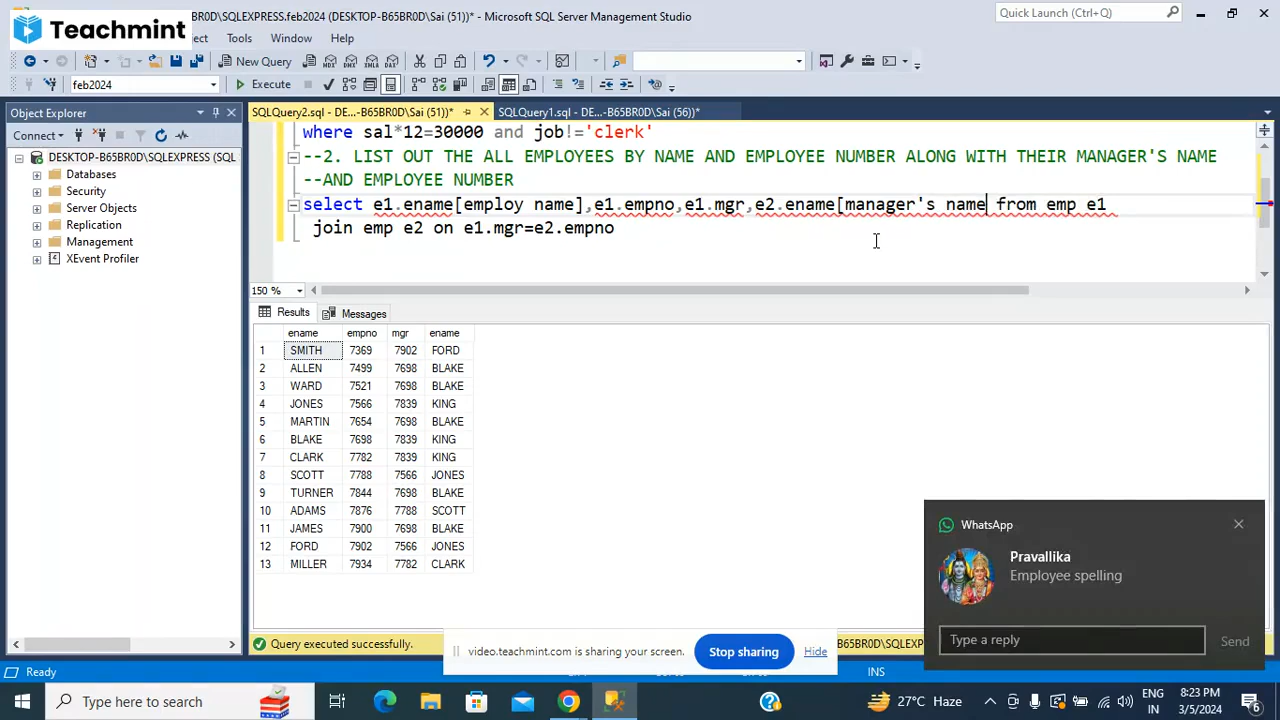 B65BR0D\SQLEXPRESS.feb2024 (DESKTOP-B65BR0D\Sai (51))* - Microsoft SQL Server Management Studio
Quick Launch (Ctrl+Q)
Teachmint
Tools Window Help
New Query
feb2024
Execute
Object Explorer
Connect
DESKTOP-B65BR0D\SQLEXPRESS (SQL
Databases
Security
Server Objects
Replication
Management
XEvent Profiler
SQLQuery2.sql - DE...-B65BR0D\Sai (51))*
SQLQuery1.sql - DE...-B65BR0D\Sai (56))*
where sal*12=30000 and job!='clerk'
--2. LIST OUT THE ALL EMPLOYEES BY NAME AND EMPLOYEE NUMBER ALONG WITH THEIR MANAGER'S NAME
--AND EMPLOYEE NUMBER
select e1.ename[employ name],e1.empno,e1.mgr,e2.ename[manager's name from emp e1
join emp e2 on e1.mgr=e2.empno
150 %
Results Messages
ename empno mgr ename
1 SMITH 7369 7902 FORD
2 ALLEN 7499 7698 BLAKE
3 WARD 7521 7698 BLAKE
4 JONES 7566 7839 KING
5 MARTIN 7654 7698 BLAKE
6 BLAKE 7698 7839 KING
7 CLARK 7782 7839 KING
8 SCOTT 7788 7566 JONES
9 TURNER 7844 7698 BLAKE
10 ADAMS 7876 7788 SCOTT
11 JAMES 7900 7698 BLAKE
12 FORD 7902 7566 JONES
13 MILLER 7934 7782 CLARK
WhatsApp
Pravallika
Employee spelling
Type a reply
Send
Query executed successfully.
video.teachmint.com is sharing your screen.
Stop sharing
Hide
Ready
INS
Type here to search
27°C Haze
ENG
IN
8:23 PM
3/5/2024
6